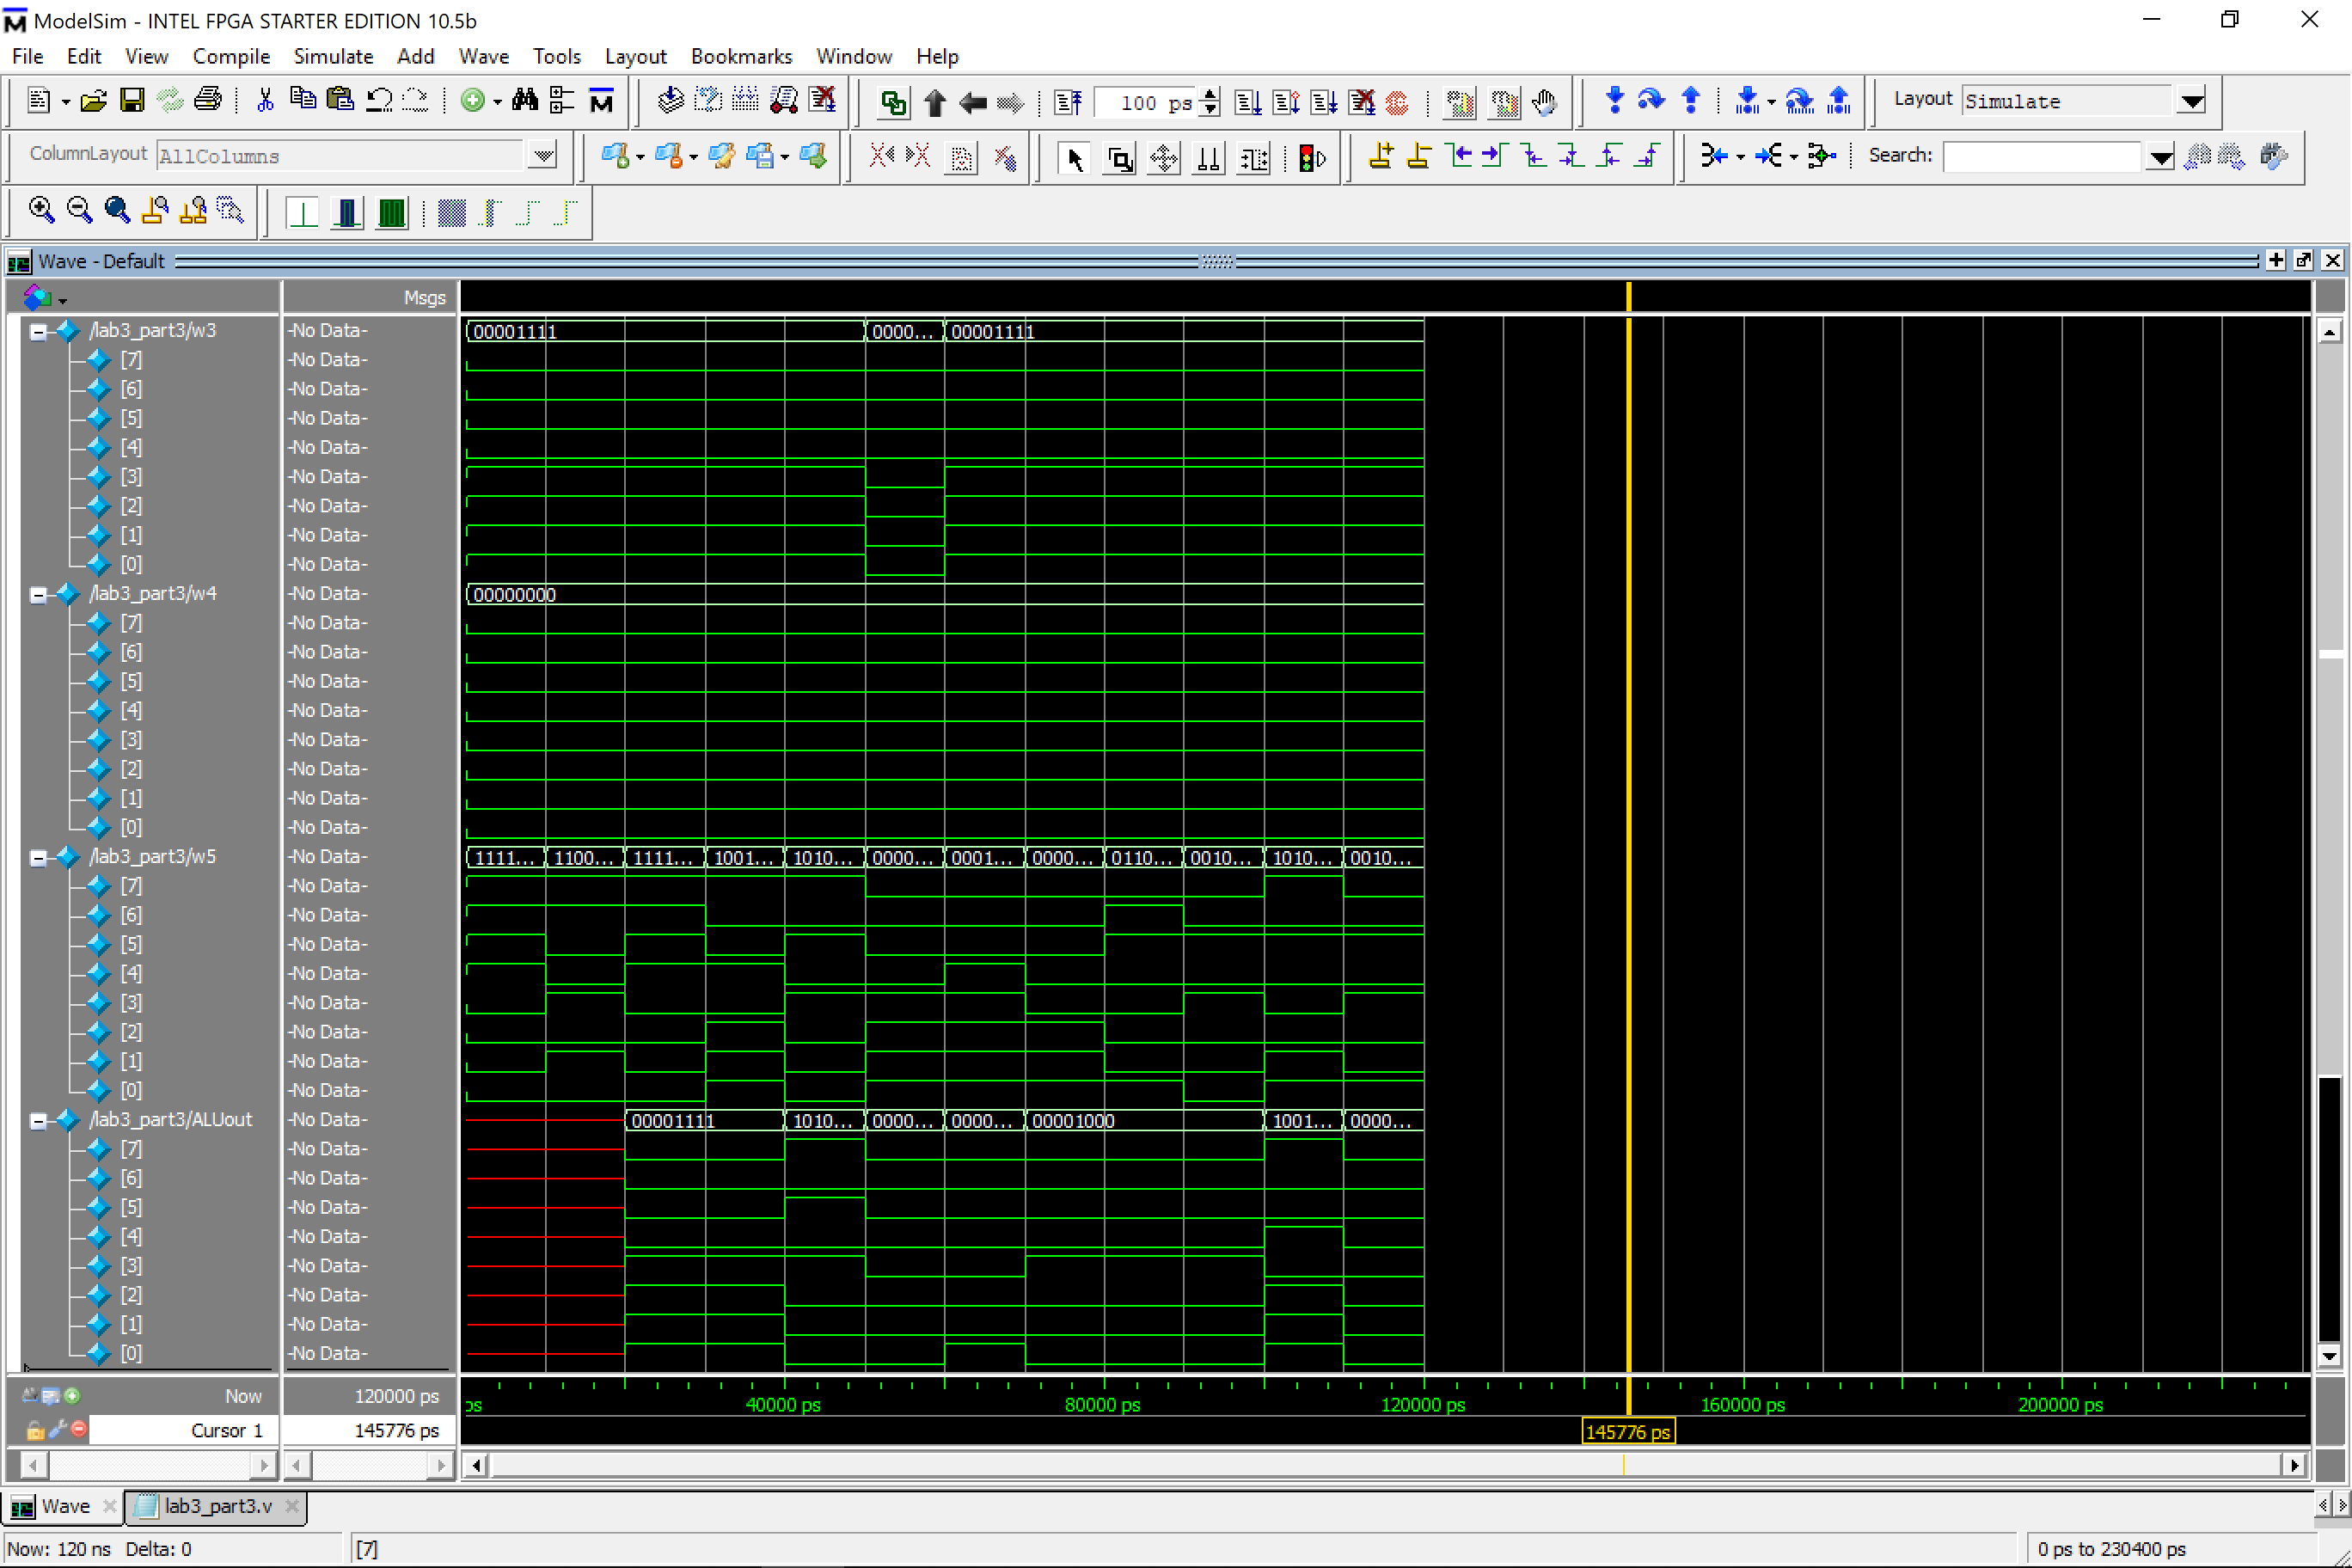 ModelSim - INTEL FPGA STARTER EDITION 10.5b
File Edit View Compile Simulate Add Wave Tools Layout Bookmarks Window Help
100 ps
Layout Simulate
ColumnLayout AllColumns
Search:
Wave - Default
Msgs
/lab3_part3/w3 -No Data- 00001111 0000... 00001111
[7] -No Data-
[6] -No Data-
[5] -No Data-
[4] -No Data-
[3] -No Data-
[2] -No Data-
[1] -No Data-
[0] -No Data-
/lab3_part3/w4 -No Data- 00000000
[7] -No Data-
[6] -No Data-
[5] -No Data-
[4] -No Data-
[3] -No Data-
[2] -No Data-
[1] -No Data-
[0] -No Data-
/lab3_part3/w5 -No Data- 1111... 1100... 1111... 1001... 1010... 0000... 0001... 0000... 0110... 0010... 1010... 0010...
[7] -No Data-
[6] -No Data-
[5] -No Data-
[4] -No Data-
[3] -No Data-
[2] -No Data-
[1] -No Data-
[0] -No Data-
/lab3_part3/ALUout -No Data- 00001111 1010... 0000... 0000... 00001000 1001... 0000...
[7] -No Data-
[6] -No Data-
[5] -No Data-
[4] -No Data-
[3] -No Data-
[2] -No Data-
[1] -No Data-
[0] -No Data-
Now 120000 ps
ps 40000 ps 80000 ps 120000 ps 160000 ps 200000 ps
Cursor 1 145776 ps 145776 ps
Wave lab3_part3.v
Now: 120 ns Delta: 0 [7] 0 ps to 230400 ps